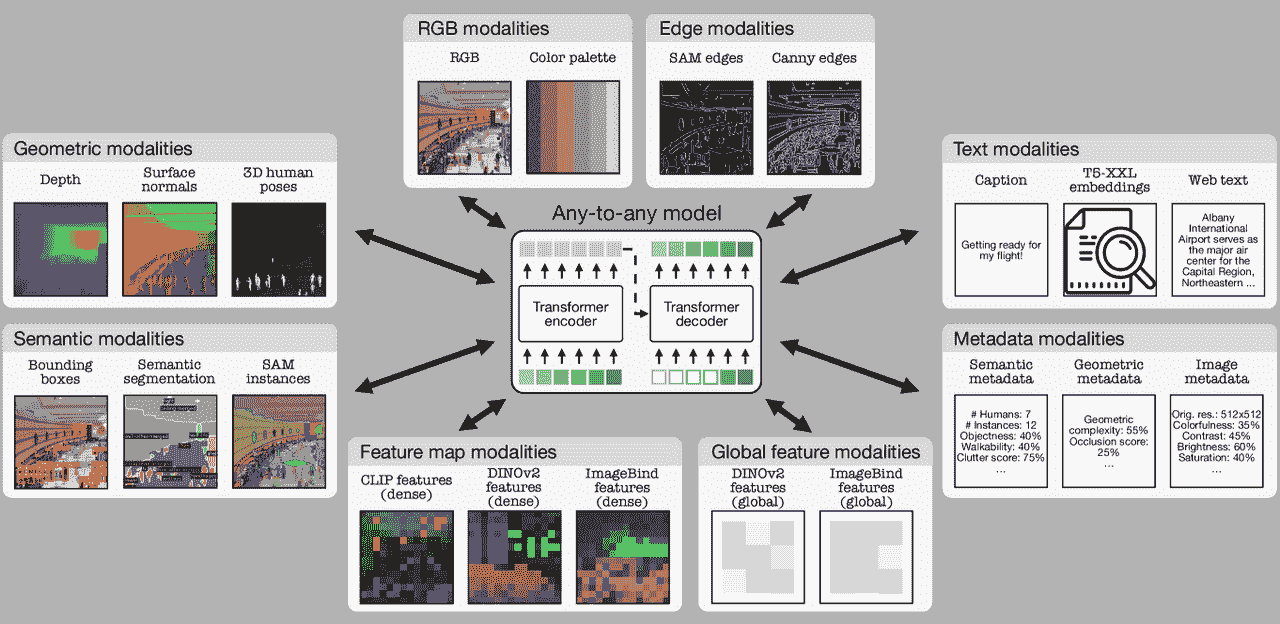 RGB modalities
RGB
Color palette
Edge modalities
SAM edges
Canny edges
Geometric modalities
Depth
Surface
normals
3D human
poses
Text modalities
Caption
T5-XXL
embeddings
Web text
Getting ready for
my flight!
Albany
International
Airport serves as
the major air
center for the
Capital Region,
Northeastern ...
Any-to-any model
Transformer
encoder
Transformer
decoder
Semantic modalities
Bounding
boxes
Semantic
segmentation
SAM
instances
Metadata modalities
Semantic
metadata
Geometric
metadata
Image
metadata
# Humans: 7
# Instances: 12
Objectness: 40%
Walkability: 40%
Clutter score: 75%
...
Geometric
complexity: 55%
Occlusion score:
25%
...
Orig. res.: 512x512
Colorfulness: 35%
Contrast: 45%
Brightness: 60%
Saturation: 40%
...
Feature map modalities
CLIP features
(dense)
DINOv2
features
(dense)
ImageBind
features
(dense)
Global feature modalities
DINOv2
features
(global)
ImageBind
features
(global)